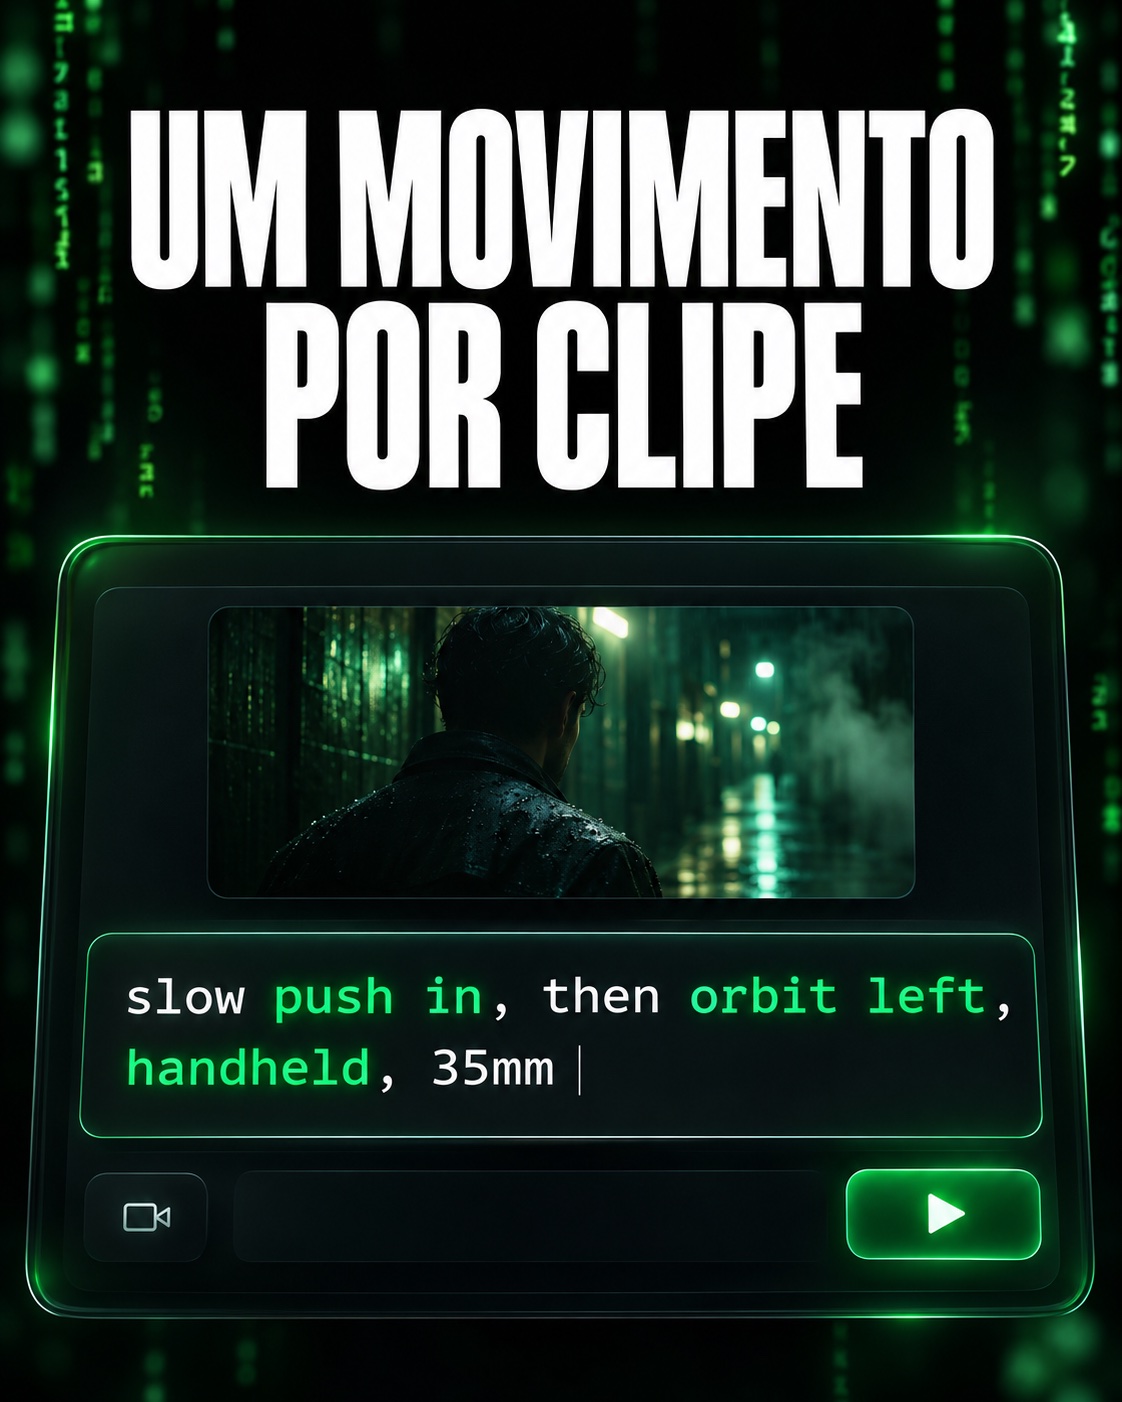 UM MOVIMENTO
POR CLIPE
slow push in, then orbit left,
handheld, 35mm